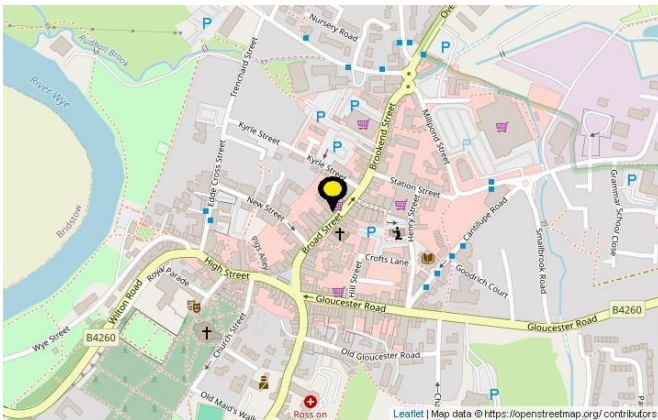 Nursery Road
Ove
P
Rudhall Brook
P
Trenchard Street
River Wye
P
P
P
Millpond Street
Brookend Street
Kyrle Street
Kyrle Street
Station Street
P
Grammar School Close
Edde Cross Street
New Street
Broad Street
Henry Street
Cantilupe Road
Bridstow
P
Smallbrook Road
Pigs Alley
Crofts Lane
High Street
Hill Street
Goodrich Court
Royal Parade
Wilton Road
Gloucester Road
B4260
Gloucester Road
B4260
Wye Street
Church Street
Old Gloucester Road
Old Maid's Walk
Ross on
Che
P
P
Pa
Leaflet | Map data © https://openstreetmap.org/ contributors